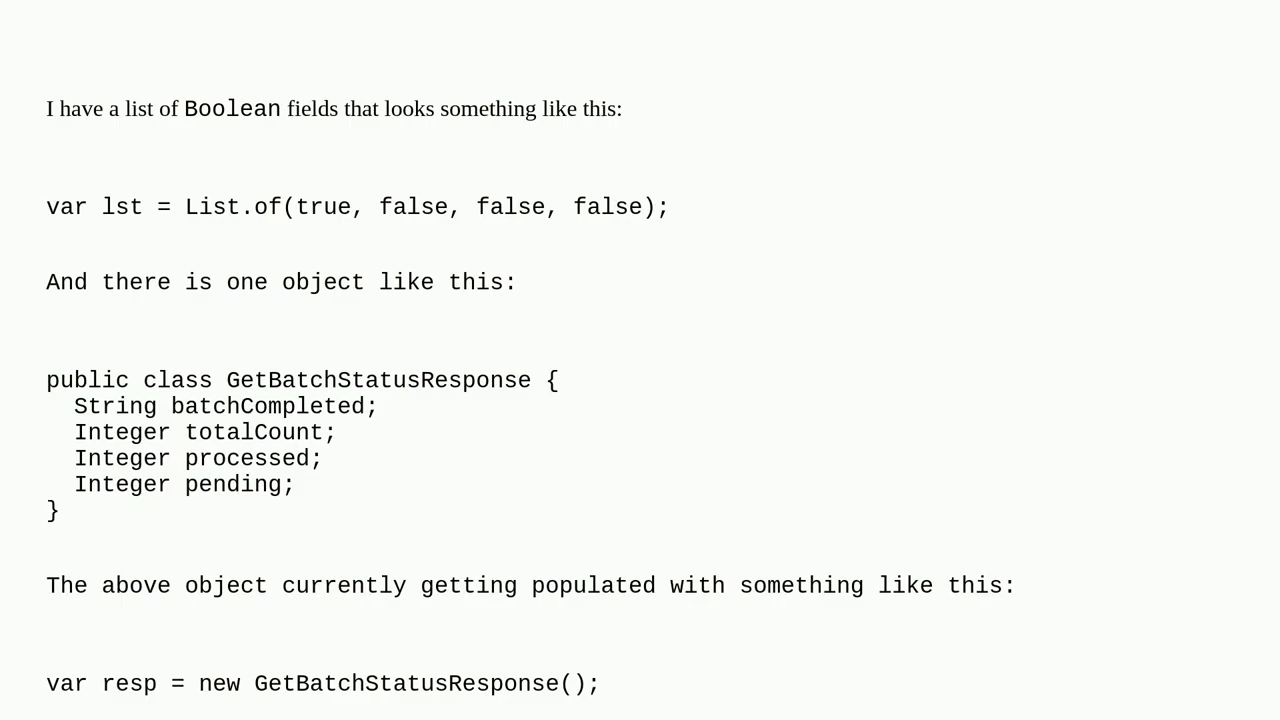 I have a list of Boolean fields that looks something like this:
var lst = List.of(true, false, false, false);
And there is one object like this:
public class GetBatchStatusResponse {
  String batchCompleted;
  Integer totalCount;
  Integer processed;
  Integer pending;
}
The above object currently getting populated with something like this:
var resp = new GetBatchStatusResponse();